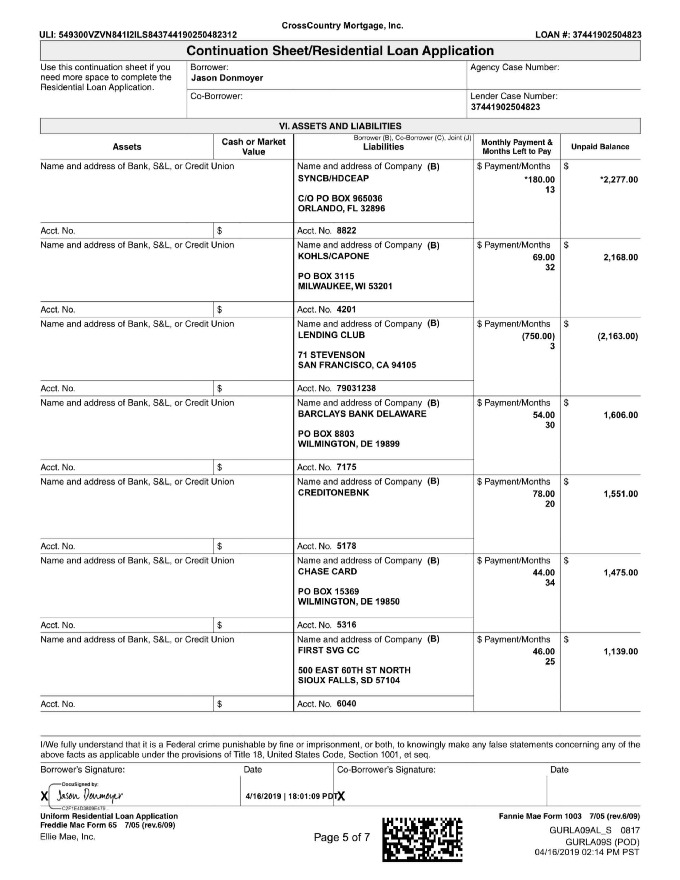 CrossCountry Mortgage, Inc.
ULI: 549300VZVN841I2ILS84374419025048​2312
LOAN #: 37441902504823
Continuation Sheet/Residential Loan Application
Use this continuation sheet if you
need more space to complete the
Residential Loan Application.
Borrower:
Jason Donmoyer
Agency Case Number:
Co-Borrower:
Lender Case Number:
37441902504823
VI. ASSETS AND LIABILITIES
Assets
Cash or Market
Value
Borrower (B), Co-Borrower (C), Joint (J)
Liabilities
Monthly Payment &
Months Left to Pay
Unpaid Balance
Name and address of Bank, S&L, or Credit Union
Name and address of Company (B)
$ Payment/Months
$
SYNCB/HDCEAP
*180.00
*2,277.00
13
C/O PO BOX 965036
ORLANDO, FL 32896
Acct. No.
$
Acct. No. 8822
Name and address of Bank, S&L, or Credit Union
Name and address of Company (B)
$ Payment/Months
$
KOHLS/CAPONE
69.00
2,168.00
32
PO BOX 3115
MILWAUKEE, WI 53201
Acct. No.
$
Acct. No. 4201
Name and address of Bank, S&L, or Credit Union
Name and address of Company (B)
$ Payment/Months
$
LENDING CLUB
(750.00)
(2,163.00)
3
71 STEVENSON
SAN FRANCISCO, CA 94105
Acct. No.
$
Acct. No. 79031238
Name and address of Bank, S&L, or Credit Union
Name and address of Company (B)
$ Payment/Months
$
BARCLAYS BANK DELAWARE
54.00
1,606.00
30
PO BOX 8803
WILMINGTON, DE 19899
Acct. No.
$
Acct. No. 7175
Name and address of Bank, S&L, or Credit Union
Name and address of Company (B)
$ Payment/Months
$
CREDITONEBNK
78.00
1,551.00
20
Acct. No.
$
Acct. No. 5178
Name and address of Bank, S&L, or Credit Union
Name and address of Company (B)
$ Payment/Months
$
CHASE CARD
44.00
1,475.00
34
PO BOX 15369
WILMINGTON, DE 19850
Acct. No.
$
Acct. No. 5316
Name and address of Bank, S&L, or Credit Union
Name and address of Company (B)
$ Payment/Months
$
FIRST SVG CC
46.00
1,139.00
25
500 EAST 60TH ST NORTH
SIOUX FALLS, SD 57104
Acct. No.
$
Acct. No. 6040
I/We fully understand that it is a Federal crime punishable by fine or imprisonment, or both, to knowingly make any false statements concerning any of the
above facts as applicable under the provisions of Title 18, United States Code, Section 1001, et seq.
Borrower's Signature:
Date
Co-Borrower's Signature:
Date
DocuSigned by:
X Jason Donmoyer
4/16/2019 | 18:01:09 PDT
X
Uniform Residential Loan Application
Freddie Mac Form 65 7/05 (rev.6/09)
Ellie Mae, Inc.
Page 5 of 7
Fannie Mae Form 1003 7/05 (rev.6/09)
GURLA09AL_S 0817
GURLA09S (POD)
04/16/2019 02:14 PM PST